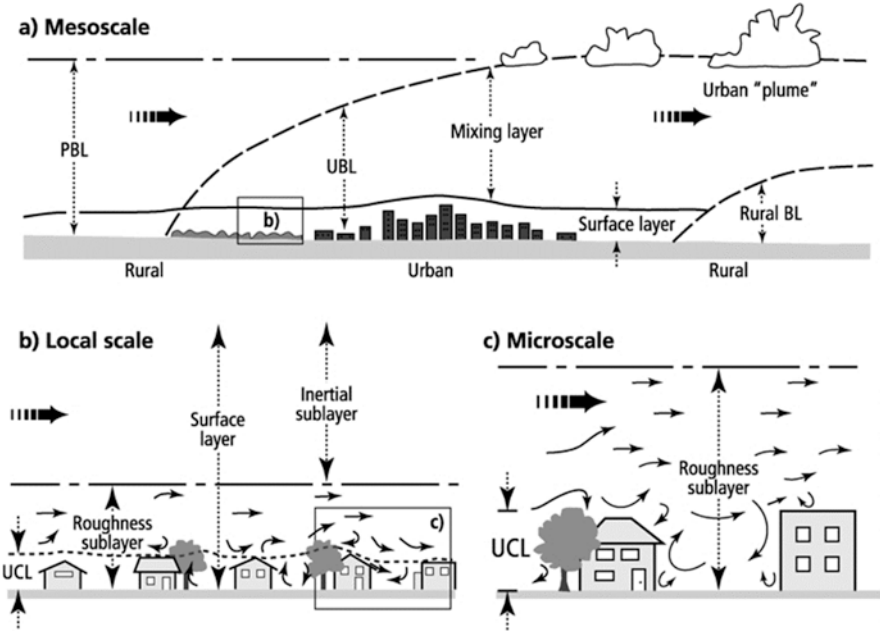 a) Mesoscale
Urban "plume"
Mixing layer
PBL
UBL
b)
Surface layer
Rural BL
Rural
Urban
Rural
b) Local scale
Inertial
sublayer
Surface
layer
Roughness
sublayer
c)
UCL
c) Microscale
Roughness
sublayer
UCL